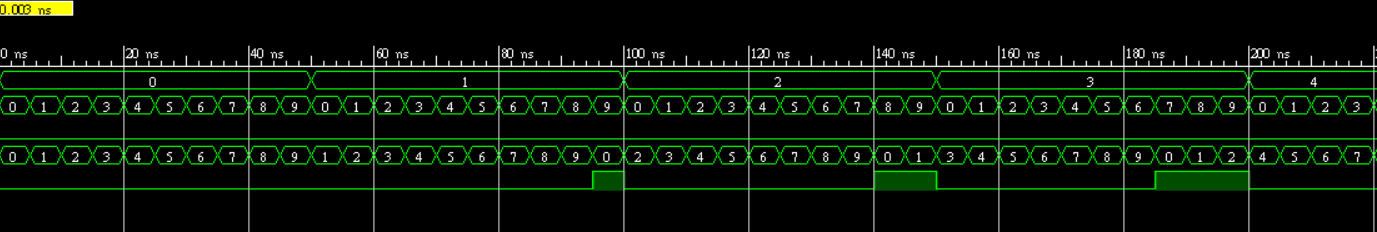 0.003 ns
0 ns 20 ns 40 ns 60 ns 80 ns 100 ns 120 ns 140 ns 160 ns 180 ns 200 ns
0 1 2 3 4
0 1 2 3 4 5 6 7 8 9 0 1 2 3 4 5 6 7 8 9 0 1 2 3 4 5 6 7 8 9 0 1 2 3 4 5 6 7 8 9 0 1 2 3
0 1 2 3 4 5 6 7 8 9 1 2 3 4 5 6 7 8 9 0 2 3 4 5 6 7 8 9 0 1 3 4 5 6 7 8 9 0 1 2 4 5 6 7